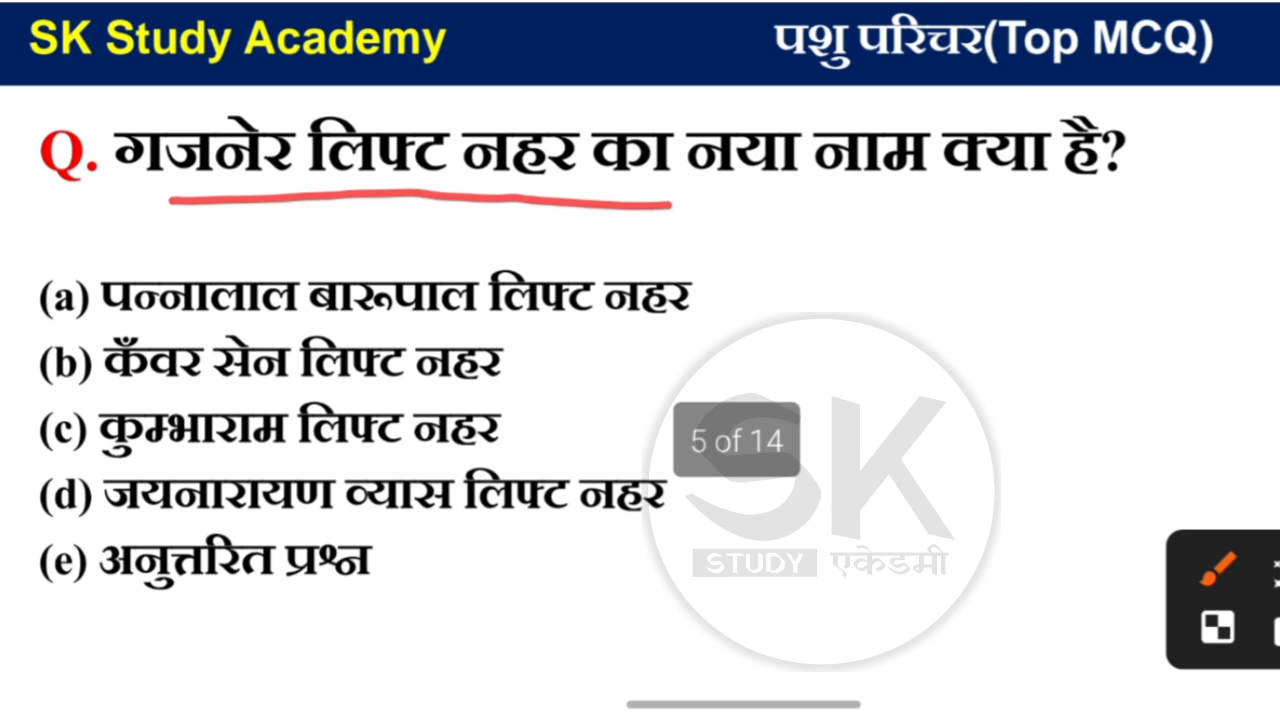 SK Study Academy
पशु परिचर(Top MCQ)
Q. गजनेर लिफ्ट नहर का नया नाम क्या है?
(a) पन्नालाल बारूपाल लिफ्ट नहर
(b) कँवर सेन लिफ्ट नहर
(c) कुम्भाराम लिफ्ट नहर
5 of 14
(d) जयनारायण व्यास लिफ्ट नहर
(e) अनुत्तरित प्रश्न
SK
STUDY एकेडमी